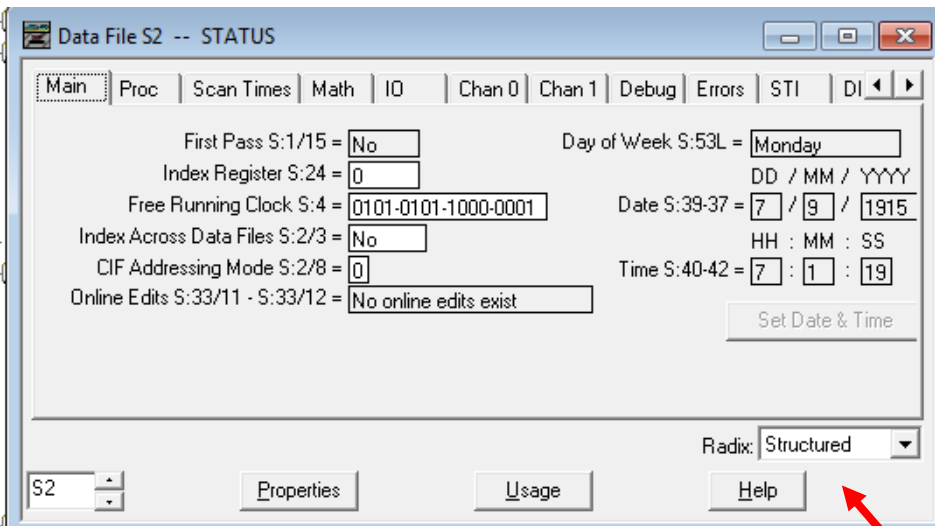 Data File S2 -- STATUS
Main Proc Scan Times Math IO Chan 0 Chan 1 Debug Errors STI DI
First Pass S:1/15 = No
Index Register S:24 = 0
Free Running Clock S:4 = 0101-0101-1000-0001
Index Across Data Files S:2/3 = No
CIF Addressing Mode S:2/8 = 0
Online Edits S:33/11 - S:33/12 = No online edits exist
Day of Week S:53L = Monday
DD / MM / YYYY
Date S:39-37 = 7 / 9 / 1915
HH : MM : SS
Time S:40-42 = 7 : 1 : 19
Set Date & Time
Radix: Structured
S2 Properties Usage Help